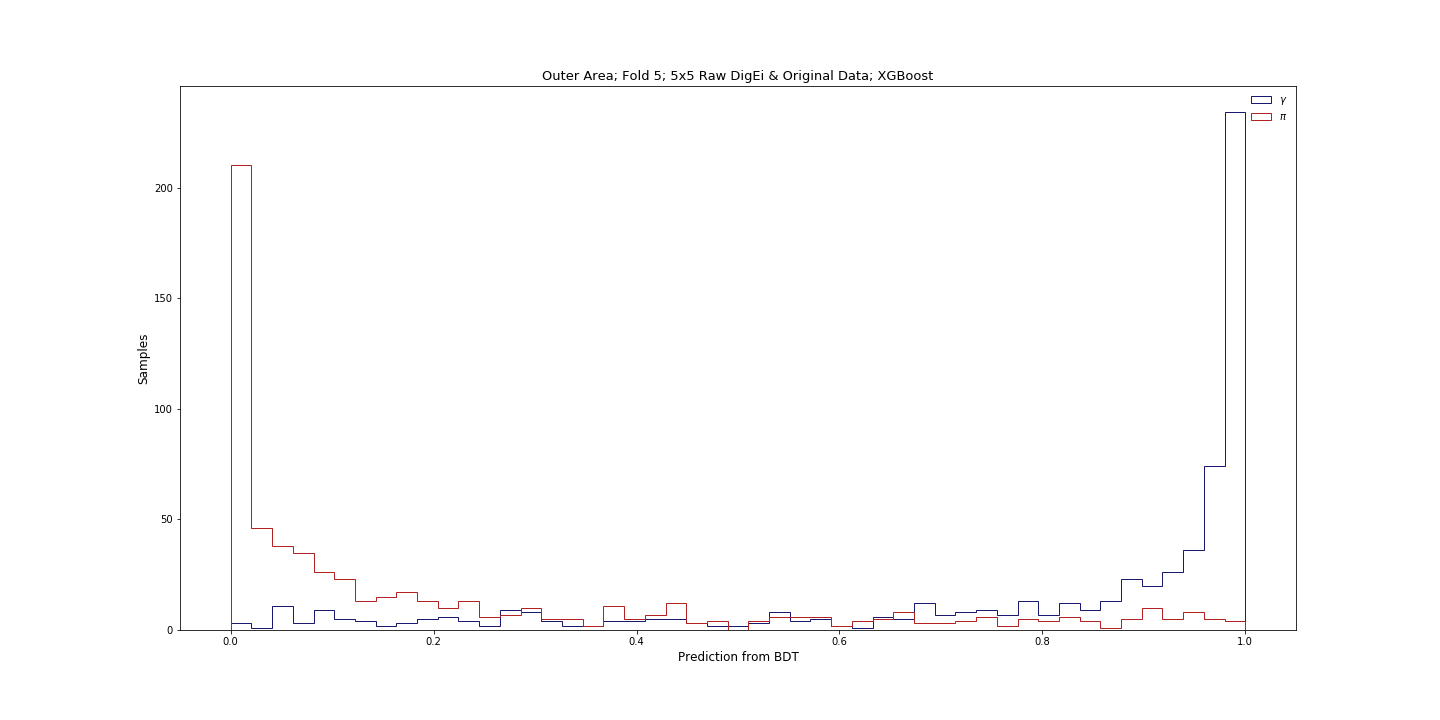 Outer Area; Fold 5; 5x5 Raw DigEi & Original Data; XGBoost
γ
π
200
150
100
50
0
Samples
0.0 0.2 0.4 0.6 0.8 1.0
Prediction from BDT